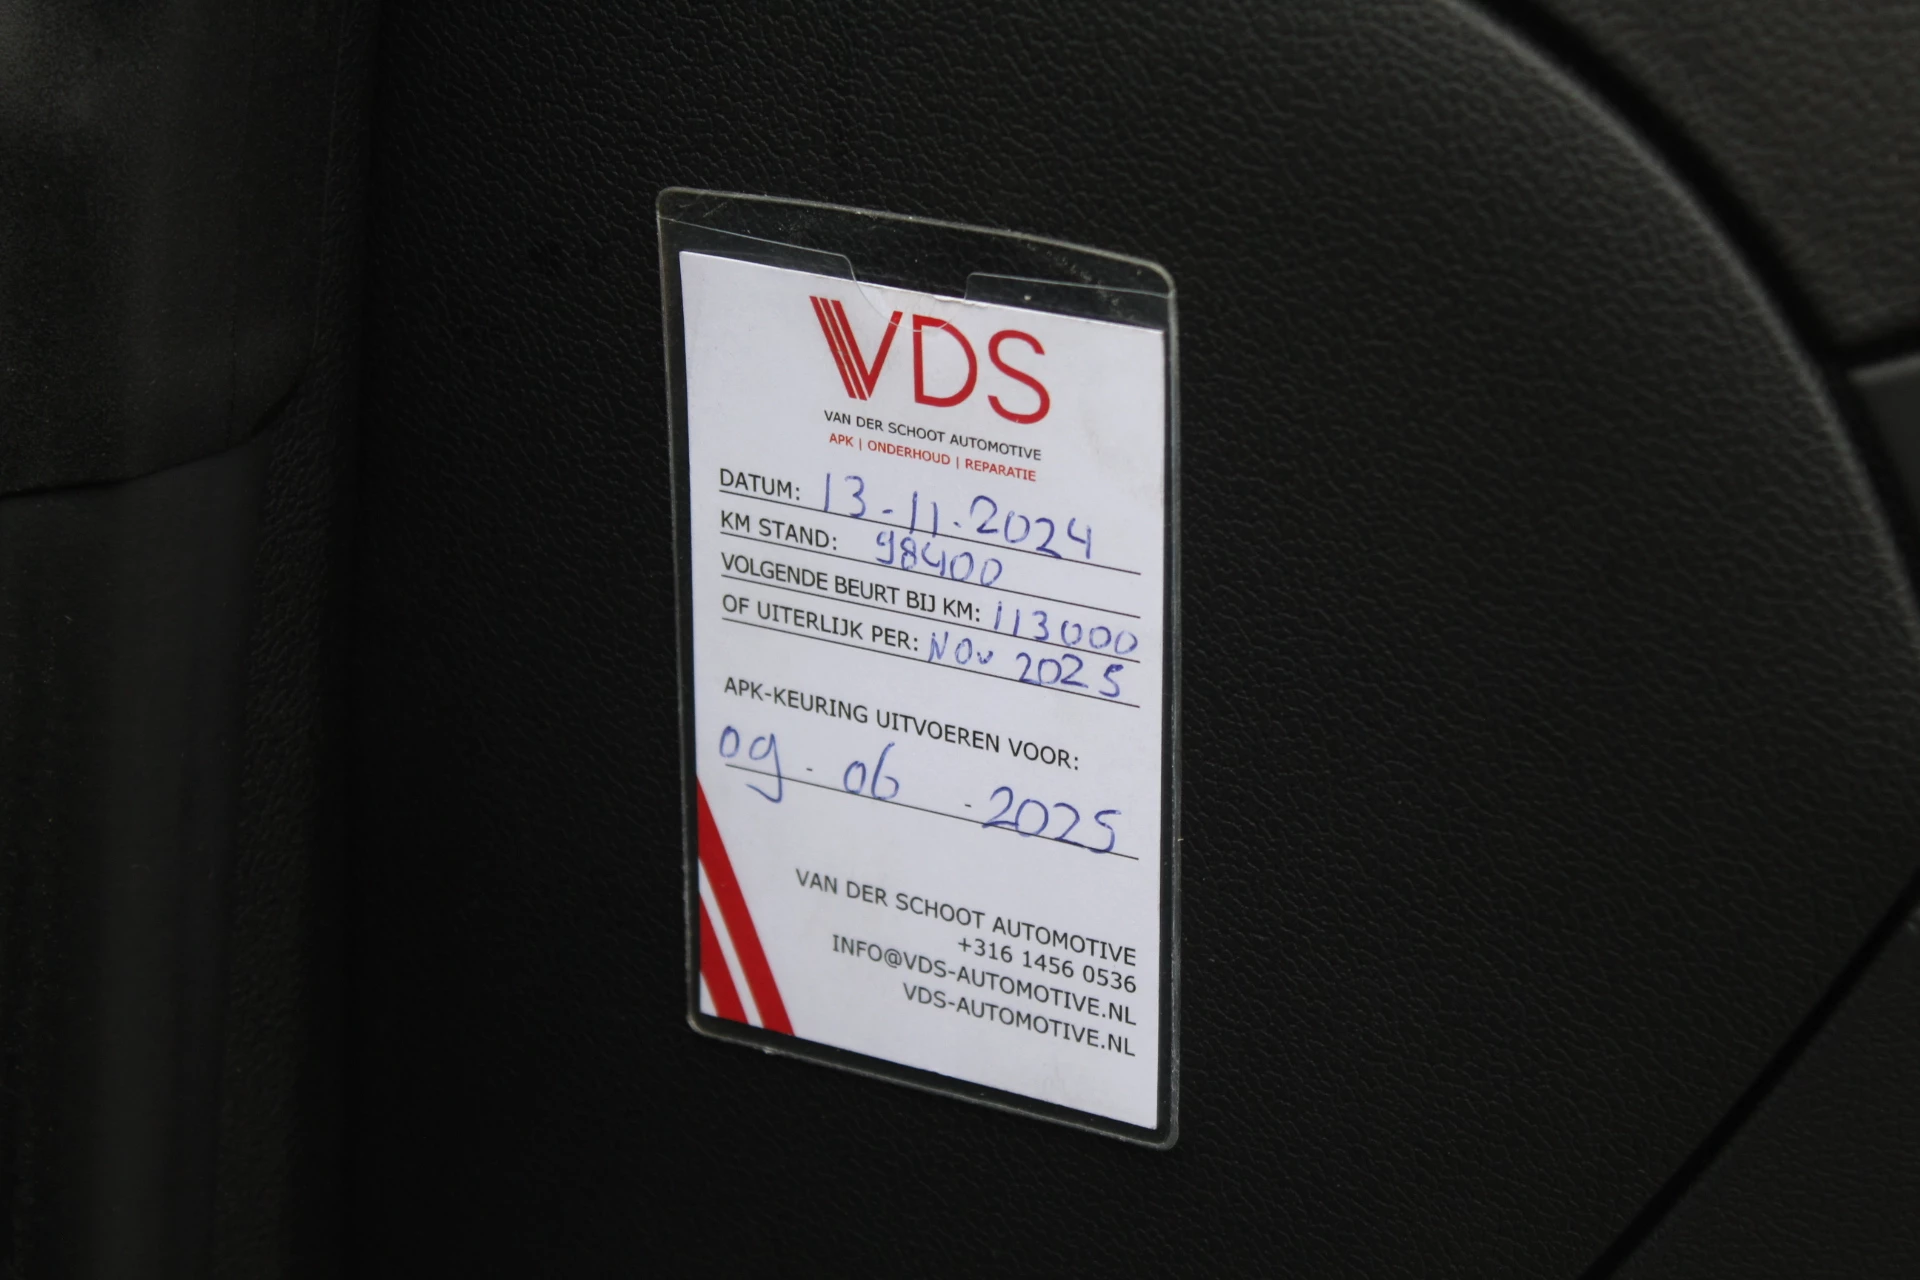 VDS
VAN DER SCHOOT AUTOMOTIVE
APK | ONDERHOUD | REPARATIE
DATUM: 13-11-2024
KM STAND: 98400
VOLGENDE BEURT BIJ KM: 113000
OF UITERLIJK PER: NOV 2025
APK-KEURING UITVOEREN VOOR:
09-06-2025
VAN DER SCHOOT AUTOMOTIVE
+316 1456 0536
INFO@VDS-AUTOMOTIVE.NL
VDS-AUTOMOTIVE.NL